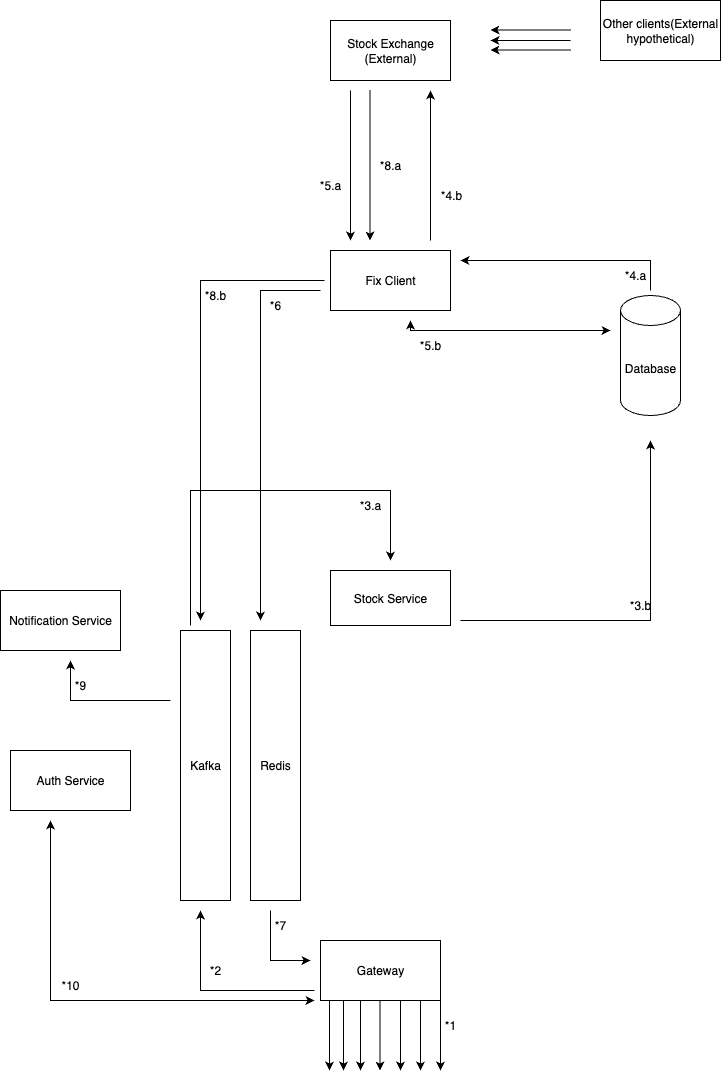 Other clients(External
hypothetical)
Stock Exchange
(External)
*8.a
*5.a
*4.b
*4.a
Fix Client
*8.b
*6
*5.b
Database
*3.a
Stock Service
*3.b
Notification Service
*9
Kafka
Redis
Auth Service
*7
*2
Gateway
*10
*1